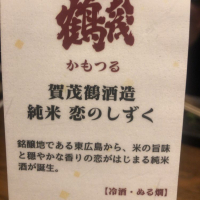 鶴茂
かもつる
賀茂鶴酒造
純米 恋のしずく
銘醸地である東広島から、米の旨味
と穏やかな香りの恋がはじまる純米
酒が誕生。
【冷酒・ぬる燗】